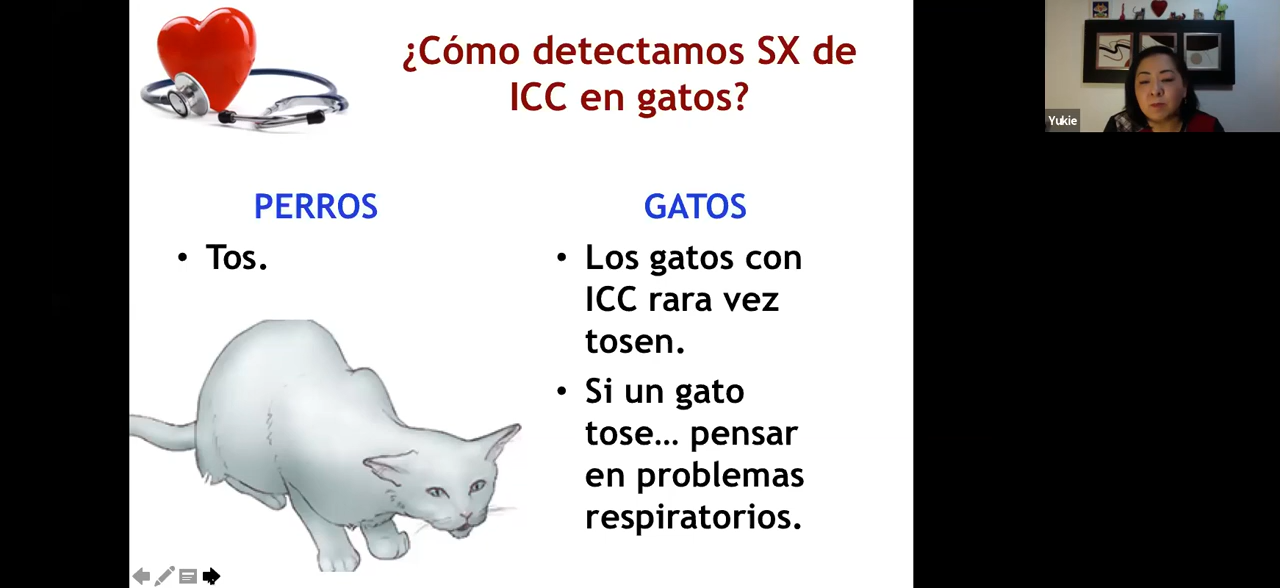 ¿Cómo detectamos SX de
ICC en gatos?
PERROS
• Tos.
GATOS
• Los gatos con
ICC rara vez
tosen.
• Si un gato
tose... pensar
en problemas
respiratorios.
Yukie